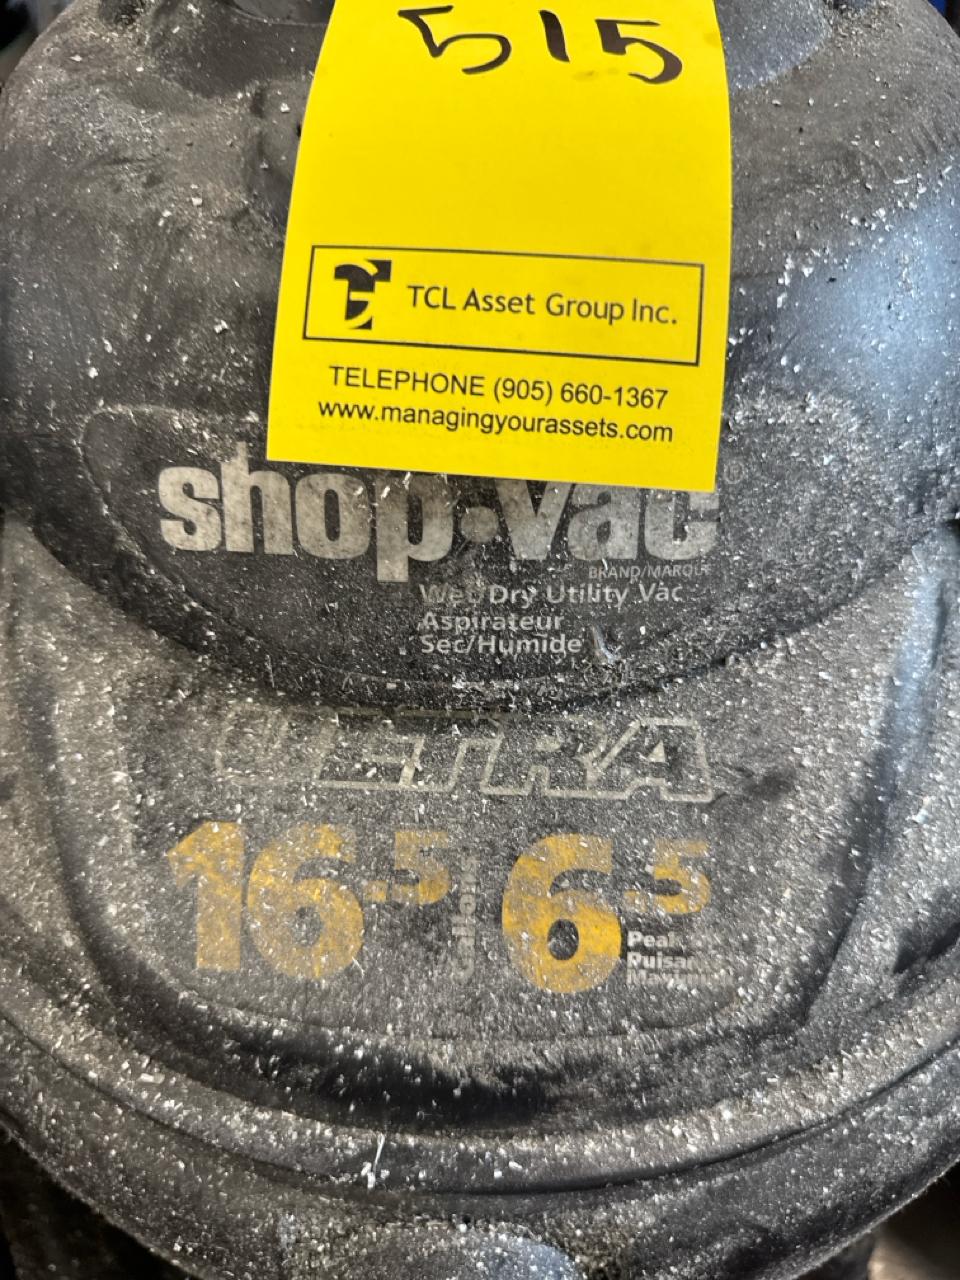 515
TCL Asset Group Inc.
TELEPHONE (905) 660-1367
www.managingyourassets.com
shop·vac®
BRAND/MARQUE
Wet/Dry Utility Vac
Aspirateur
Sec/Humide
ULTRA
16.5 Gallons 6.5
Peak